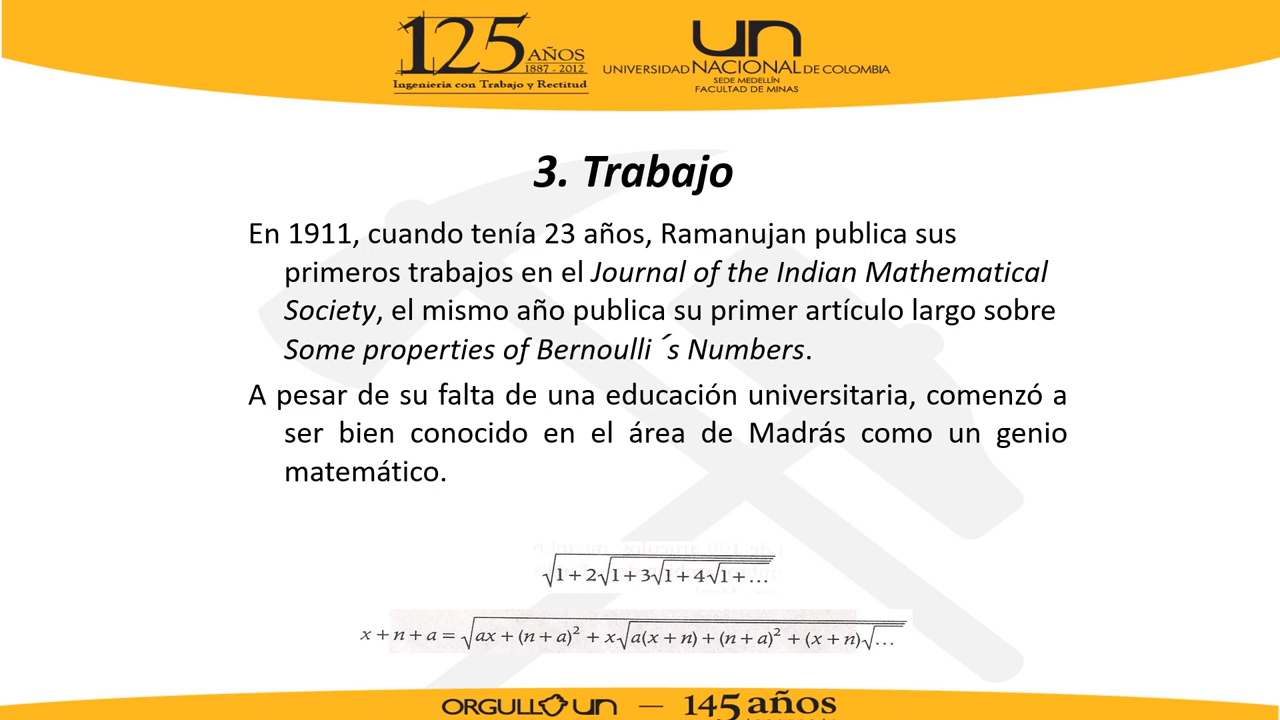 125 AÑOS
1887 - 2012
Ingeniería con Trabajo y Rectitud
un
UNIVERSIDAD NACIONAL DE COLOMBIA
SEDE MEDELLÍN
FACULTAD DE MINAS
3. Trabajo
En 1911, cuando tenía 23 años, Ramanujan publica sus
primeros trabajos en el Journal of the Indian Mathematical
Society, el mismo año publica su primer artículo largo sobre
Some properties of Bernoulli ´s Numbers.
A pesar de su falta de una educación universitaria, comenzó a
ser bien conocido en el área de Madrás como un genio
matemático.
√1+2√1+3√1+4√1+…
x+n+a=√ax+(n+a)²+x√a(x+n)+(n+a)²+(x+n)√…
ORGULLO un — 145 años